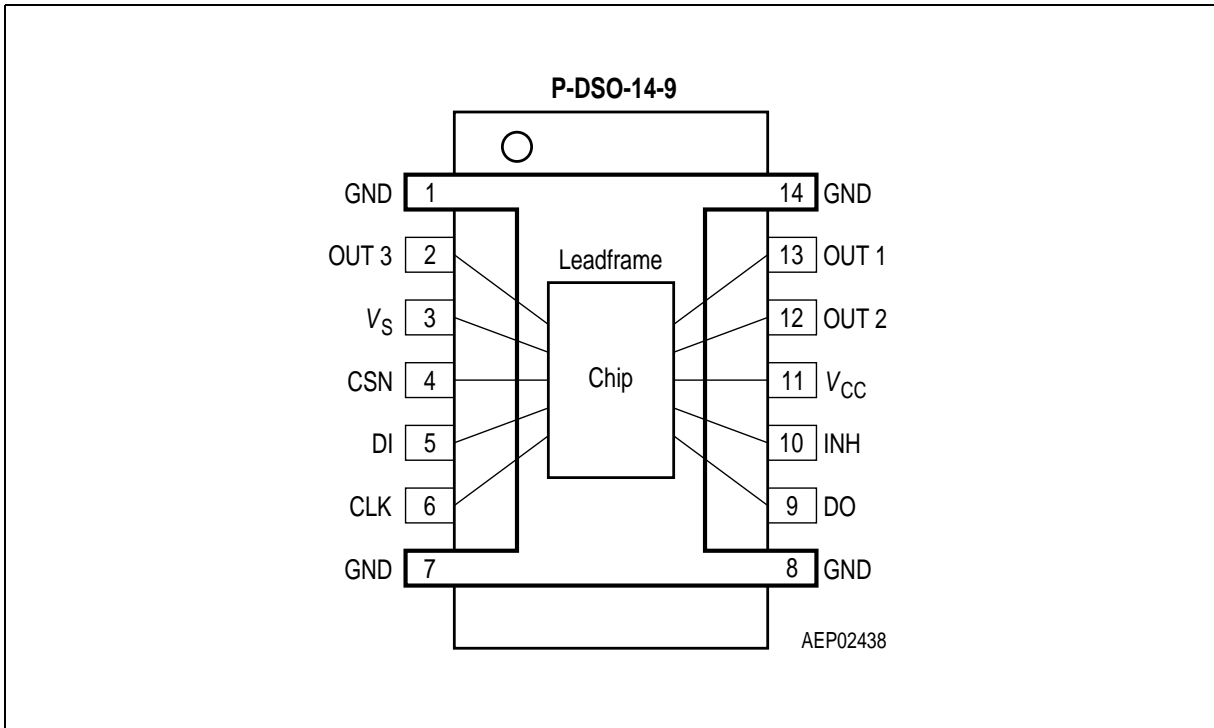 P-DSO-14-9
GND 1 14 GND
OUT 3 2 13 OUT 1
Leadframe
VS 3 12 OUT 2
CSN 4 Chip 11 VCC
DI 5 10 INH
CLK 6 9 DO
GND 7 8 GND
AEP02438